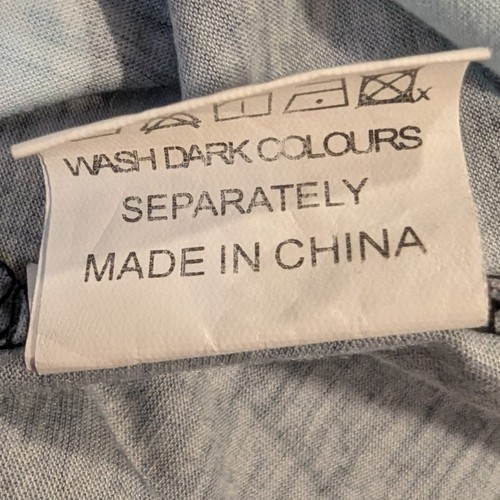 WASH DARK COLOURS
SEPARATELY
MADE IN CHINA